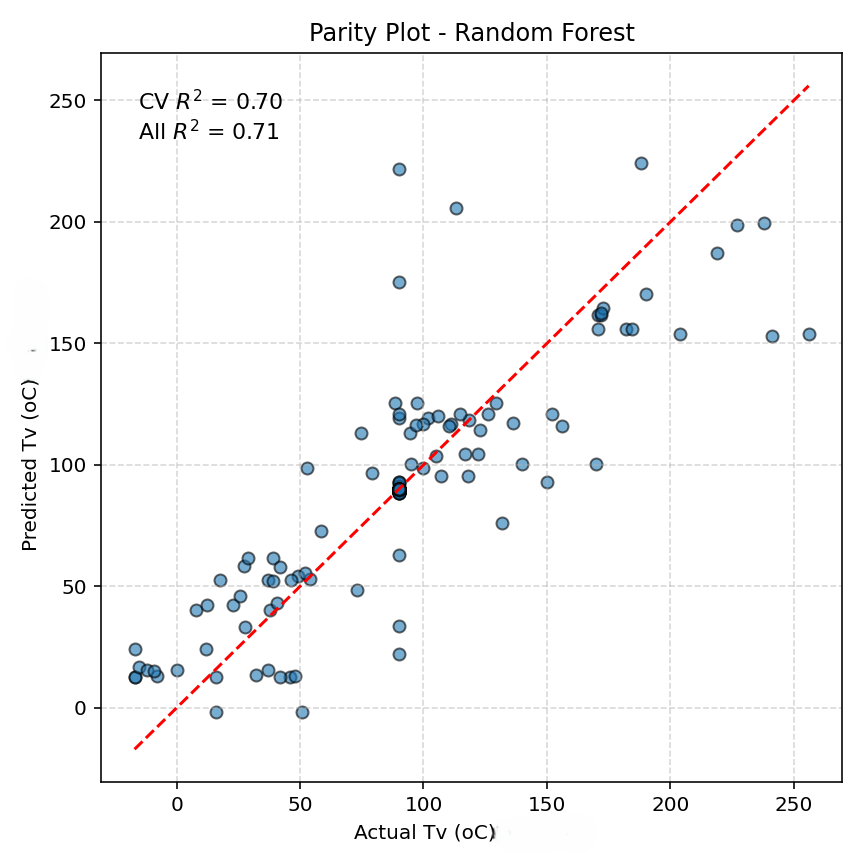 Parity Plot - Random Forest
CV R² = 0.70
All R² = 0.71
250
200
150
100
50
0
Predicted Tv (oC)
0 50 100 150 200 250
Actual Tv (oC)